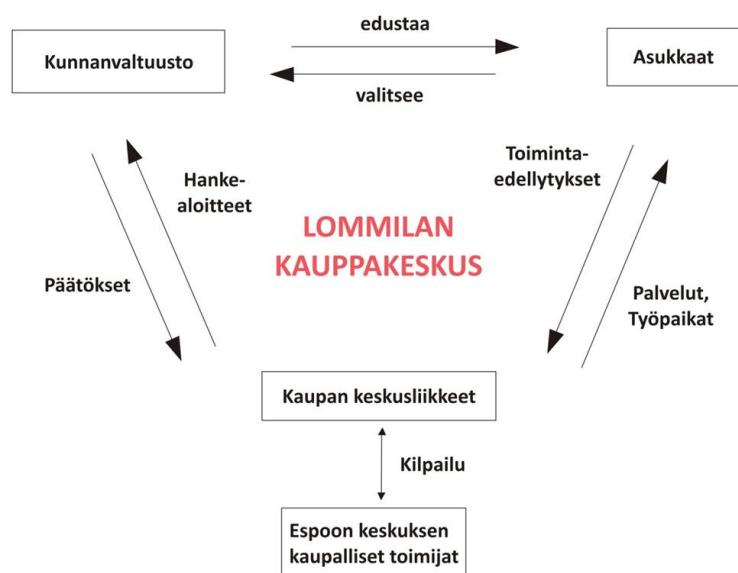 edustaa
Kunnanvaltuusto
Asukkaat
valitsee
Hanke-
aloitteet
Toiminta-
edellytykset
LOMMILAN
KAUPPAKESKUS
Päätökset
Palvelut,
Työpaikat
Kaupan keskusliikkeet
Kilpailu
Espoon keskuksen
kaupalliset toimijat